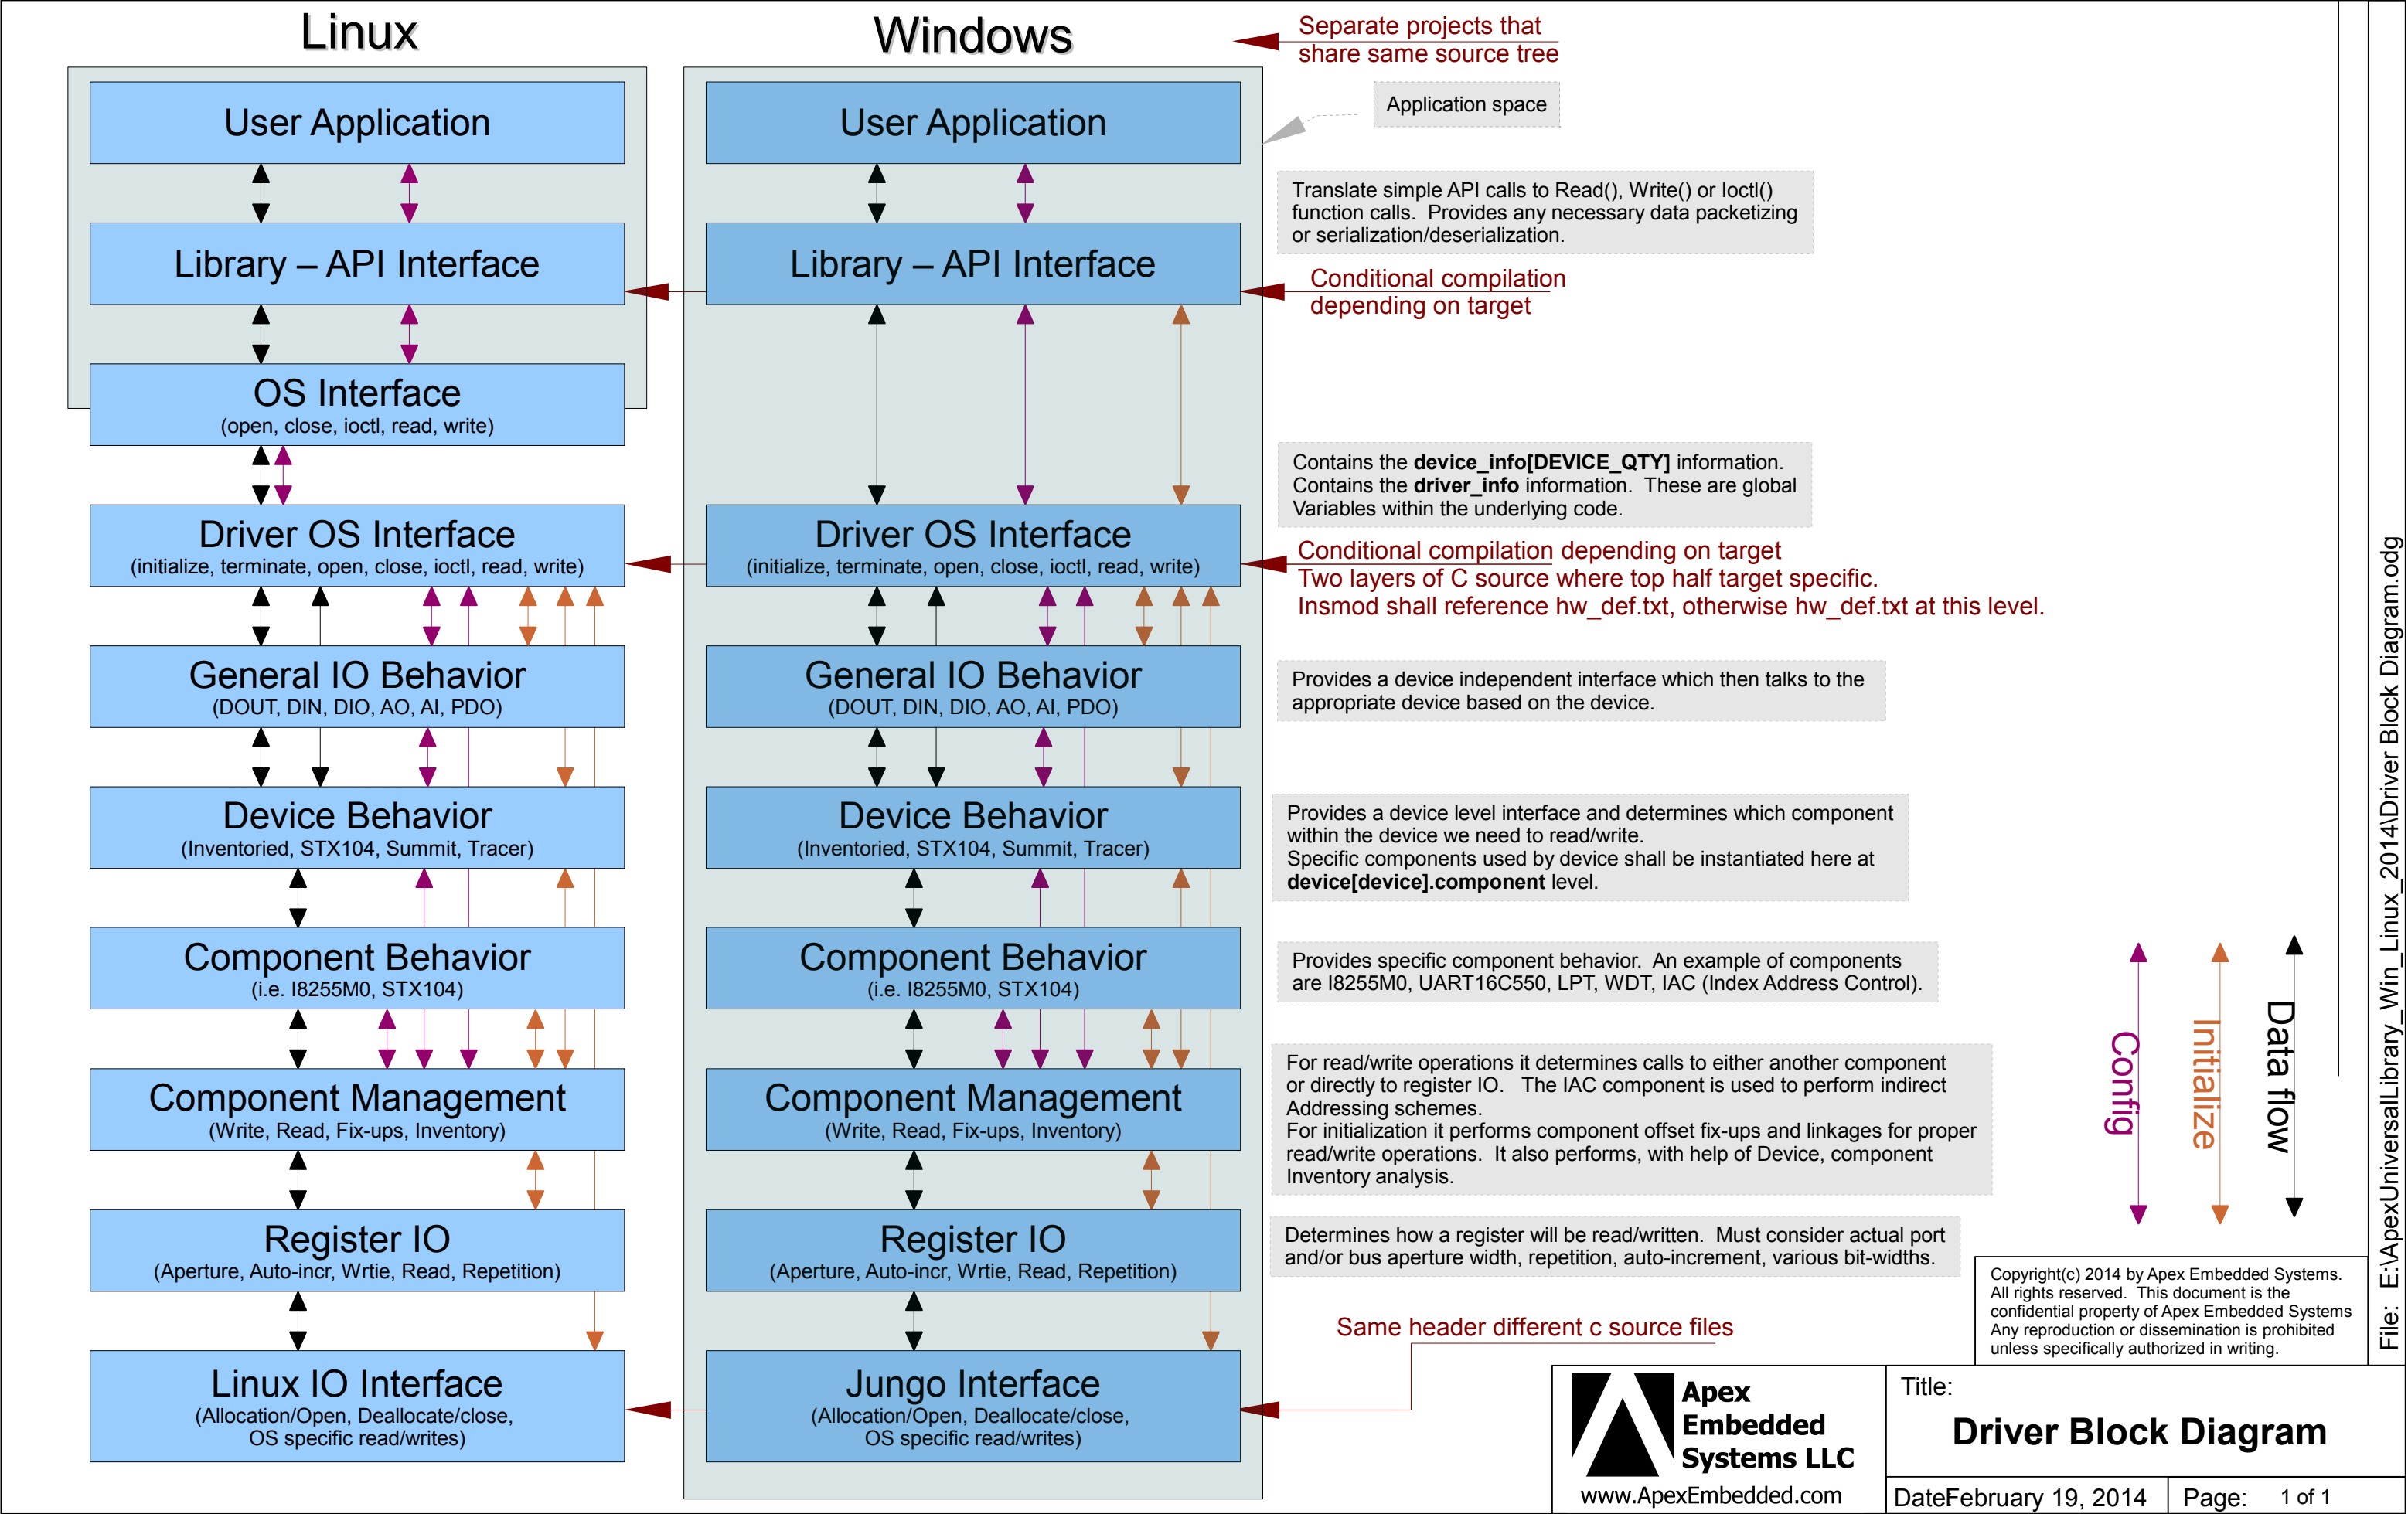 Linux
Windows
Separate projects that
share same source tree
Application space
User Application
User Application
Translate simple API calls to Read(), Write() or Ioctl()
function calls.  Provides any necessary data packetizing
or serialization/deserialization.
Library – API Interface
Library – API Interface
Conditional compilation
depending on target
OS Interface
(open, close, ioctl, read, write)
Contains the device_info[DEVICE_QTY] information.
Contains the driver_info information.  These are global
Variables within the underlying code.
Driver OS Interface
(initialize, terminate, open, close, ioctl, read, write)
Driver OS Interface
(initialize, terminate, open, close, ioctl, read, write)
Conditional compilation depending on target
Two layers of C source where top half target specific.
Insmod shall reference hw_def.txt, otherwise hw_def.txt at this level.
General IO Behavior
(DOUT, DIN, DIO, AO, AI, PDO)
General IO Behavior
(DOUT, DIN, DIO, AO, AI, PDO)
Provides a device independent interface which then talks to the
appropriate device based on the device.
Device Behavior
(Inventoried, STX104, Summit, Tracer)
Device Behavior
(Inventoried, STX104, Summit, Tracer)
Provides a device level interface and determines which component
within the device we need to read/write.
Specific components used by device shall be instantiated here at
device[device].component level.
Component Behavior
(i.e. I8255M0, STX104)
Component Behavior
(i.e. I8255M0, STX104)
Provides specific component behavior.  An example of components
are I8255M0, UART16C550, LPT, WDT, IAC (Index Address Control).
Component Management
(Write, Read, Fix-ups, Inventory)
Component Management
(Write, Read, Fix-ups, Inventory)
For read/write operations it determines calls to either another component
or directly to register IO.   The IAC component is used to perform indirect
Addressing schemes.
For initialization it performs component offset fix-ups and linkages for proper
read/write operations.  It also performs, with help of Device, component
Inventory analysis.
Config
Initialize
Data flow
Register IO
(Aperture, Auto-incr, Wrtie, Read, Repetition)
Register IO
(Aperture, Auto-incr, Wrtie, Read, Repetition)
Determines how a register will be read/written.  Must consider actual port
and/or bus aperture width, repetition, auto-increment, various bit-widths.
Same header different c source files
Linux IO Interface
(Allocation/Open, Deallocate/close,
OS specific read/writes)
Jungo Interface
(Allocation/Open, Deallocate/close,
OS specific read/writes)
Copyright(c) 2014 by Apex Embedded Systems.
All rights reserved.  This document is the
confidential property of Apex Embedded Systems
Any reproduction or dissemination is prohibited
unless specifically authorized in writing.
File:  E:\ApexUniversalLibrary_Win_Linux_2014\Driver Block Diagram.odg
Apex
Embedded
Systems LLC
www.ApexEmbedded.com
Title:
Driver Block Diagram
DateFebruary 19, 2014
Page: 1 of 1